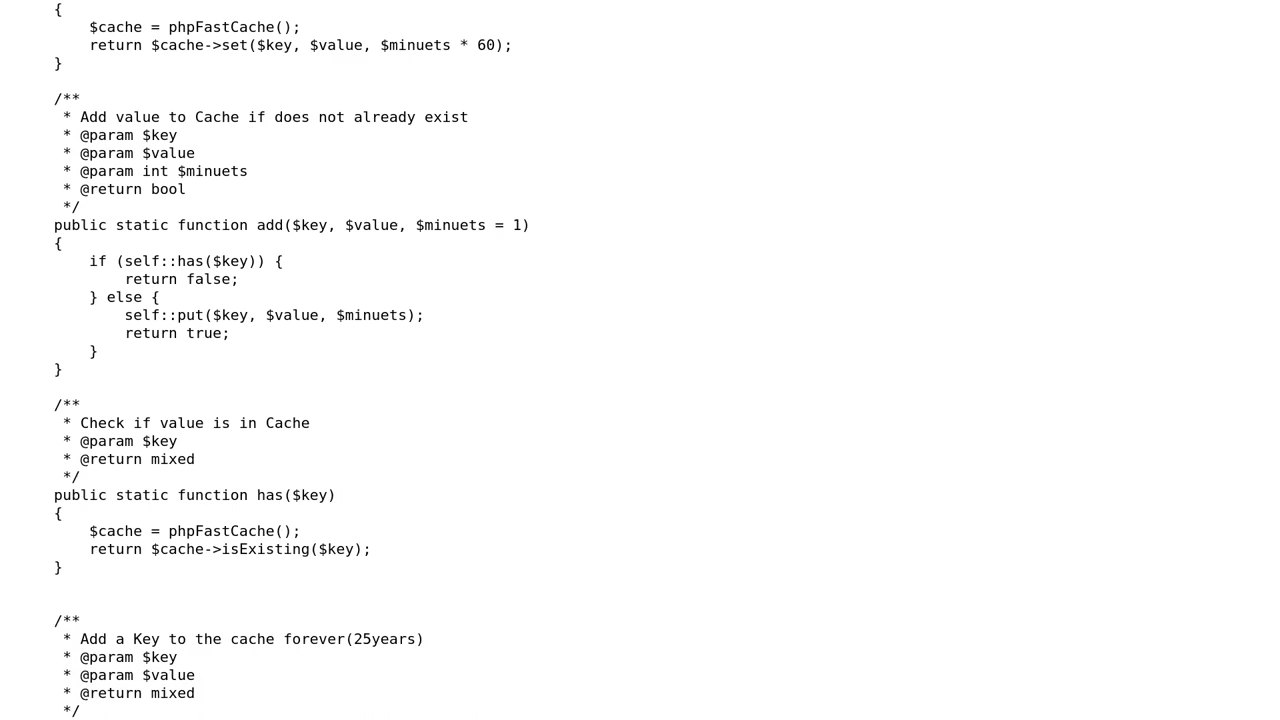 {
    $cache = phpFastCache();
    return $cache->set($key, $value, $minuets * 60);
}

/**
 * Add value to Cache if does not already exist
 * @param $key
 * @param $value
 * @param int $minuets
 * @return bool
 */
public static function add($key, $value, $minuets = 1)
{
    if (self::has($key)) {
        return false;
    } else {
        self::put($key, $value, $minuets);
        return true;
    }
}

/**
 * Check if value is in Cache
 * @param $key
 * @return mixed
 */
public static function has($key)
{
    $cache = phpFastCache();
    return $cache->isExisting($key);
}


/**
 * Add a Key to the cache forever(25years)
 * @param $key
 * @param $value
 * @return mixed
 */